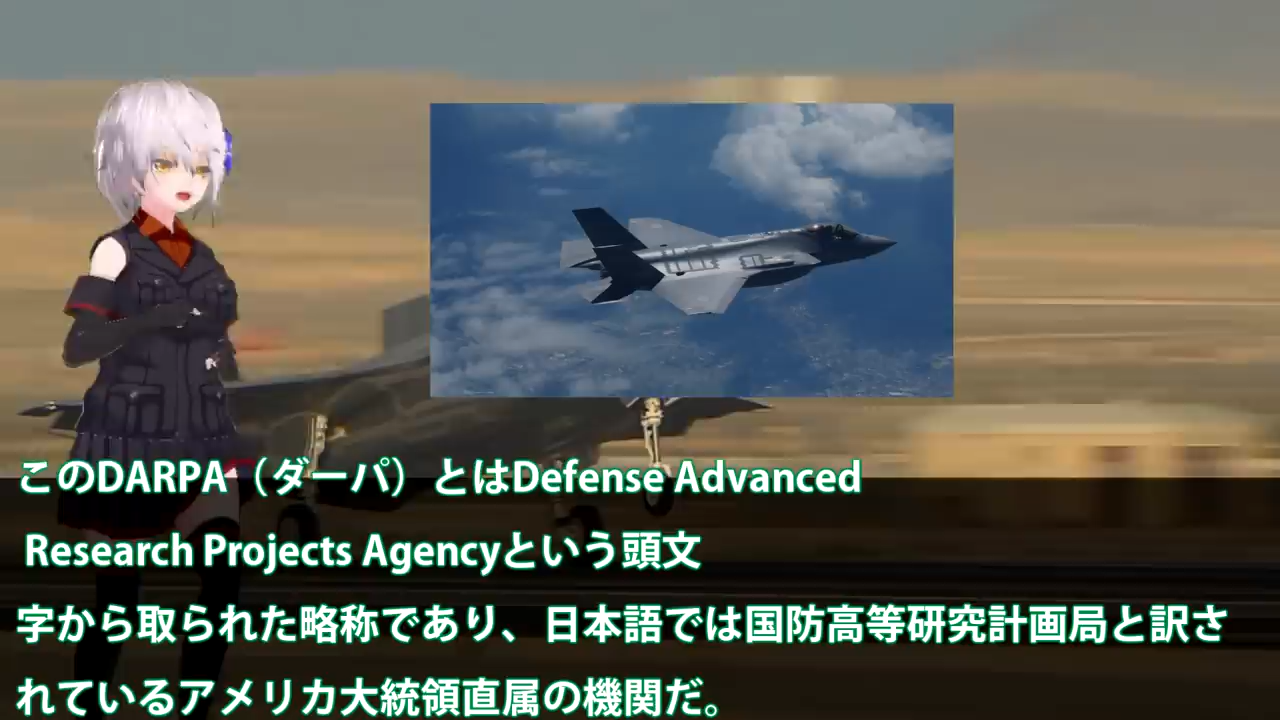 このDARPA（ダーパ）とはDefense Advanced
Research Projects Agencyという頭文
字から取られた略称であり、日本語では国防高等研究計画局と訳さ
れているアメリカ大統領直属の機関だ。